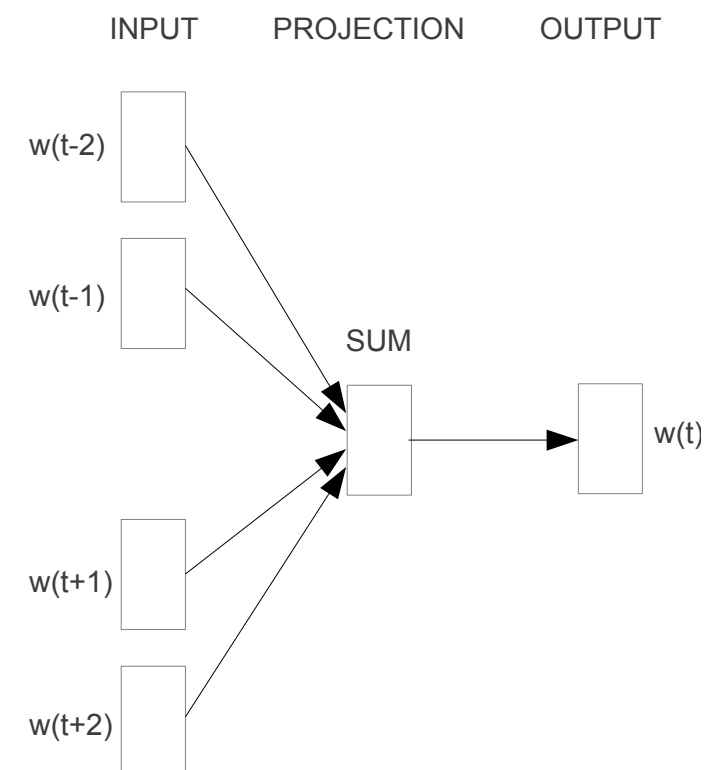 INPUT PROJECTION OUTPUT
w(t-2)
w(t-1)
SUM
w(t)
w(t+1)
w(t+2)